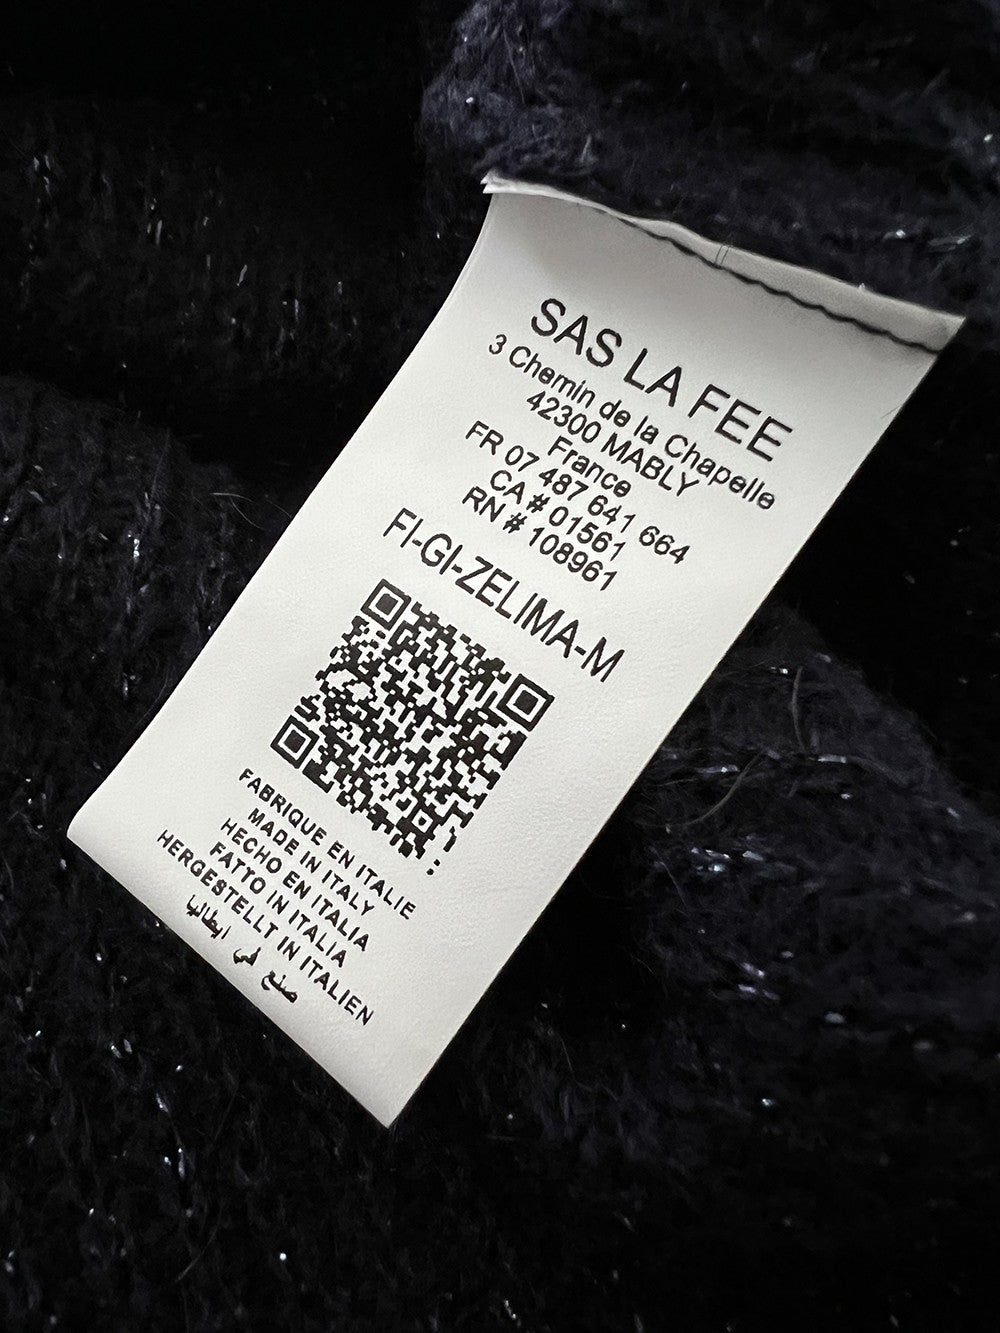 SAS LA FEE
3 Chemin de la Chapelle
42300 MABLY
France
FR 07 487 641 664
CA # 01561
RN # 108961
FI-GI-ZELIMA-M
FABRIQUE EN ITALIE
MADE IN ITALY
HECHO EN ITALIA
FATTO IN ITALIA
HERGESTELLT IN ITALIEN
صنع في ايطاليا